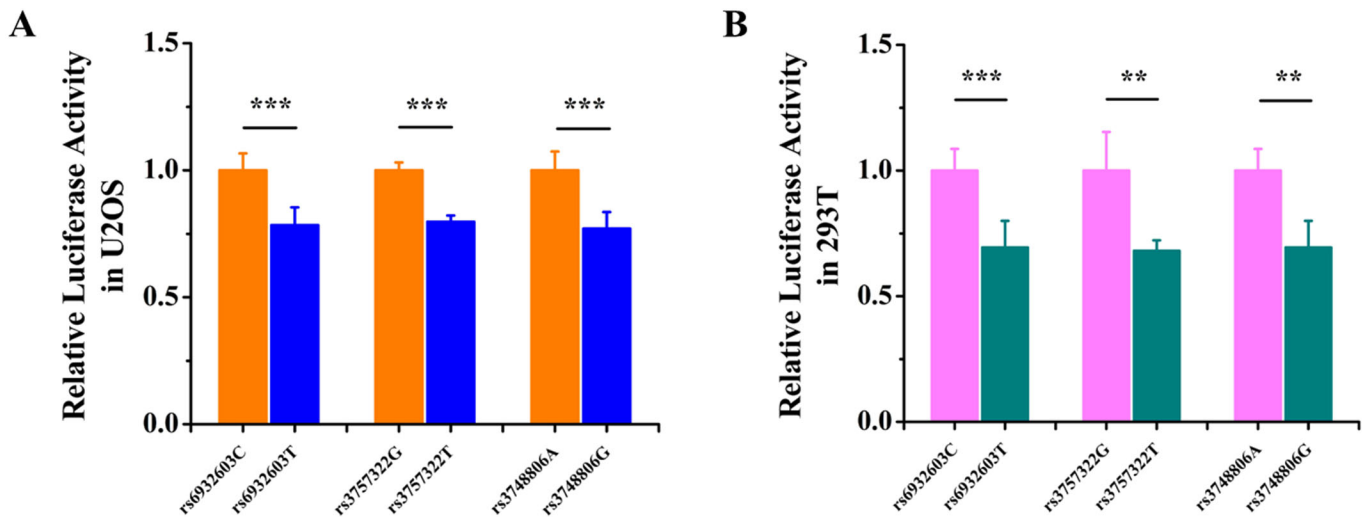 A
Relative Luciferase Activity
in U2OS
1.5
1.0
0.5
0.0
***
***
***
rs6932603C
rs6932603T
rs3757322G
rs3757322T
rs3748806A
rs3748806G
B
Relative Luciferase Activity
in 293T
1.5
1.0
0.5
0.0
***
**
**
rs6932603C
rs6932603T
rs3757322G
rs3757322T
rs3748806A
rs3748806G